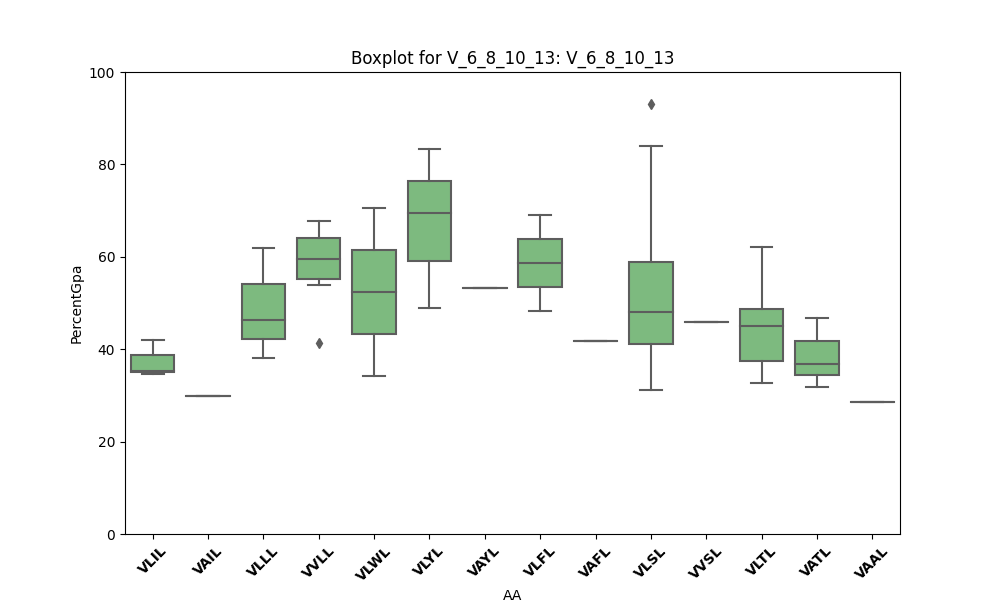 Boxplot for V_6_8_10_13: V_6_8_10_13
PercentGpa
100
80
60
40
20
0
VLIL
VAIL
VLLL
VVLL
VLWL
VLYL
VAYL
VLFL
VAFL
VLSL
VVSL
VLTL
VATL
VAAL
AA